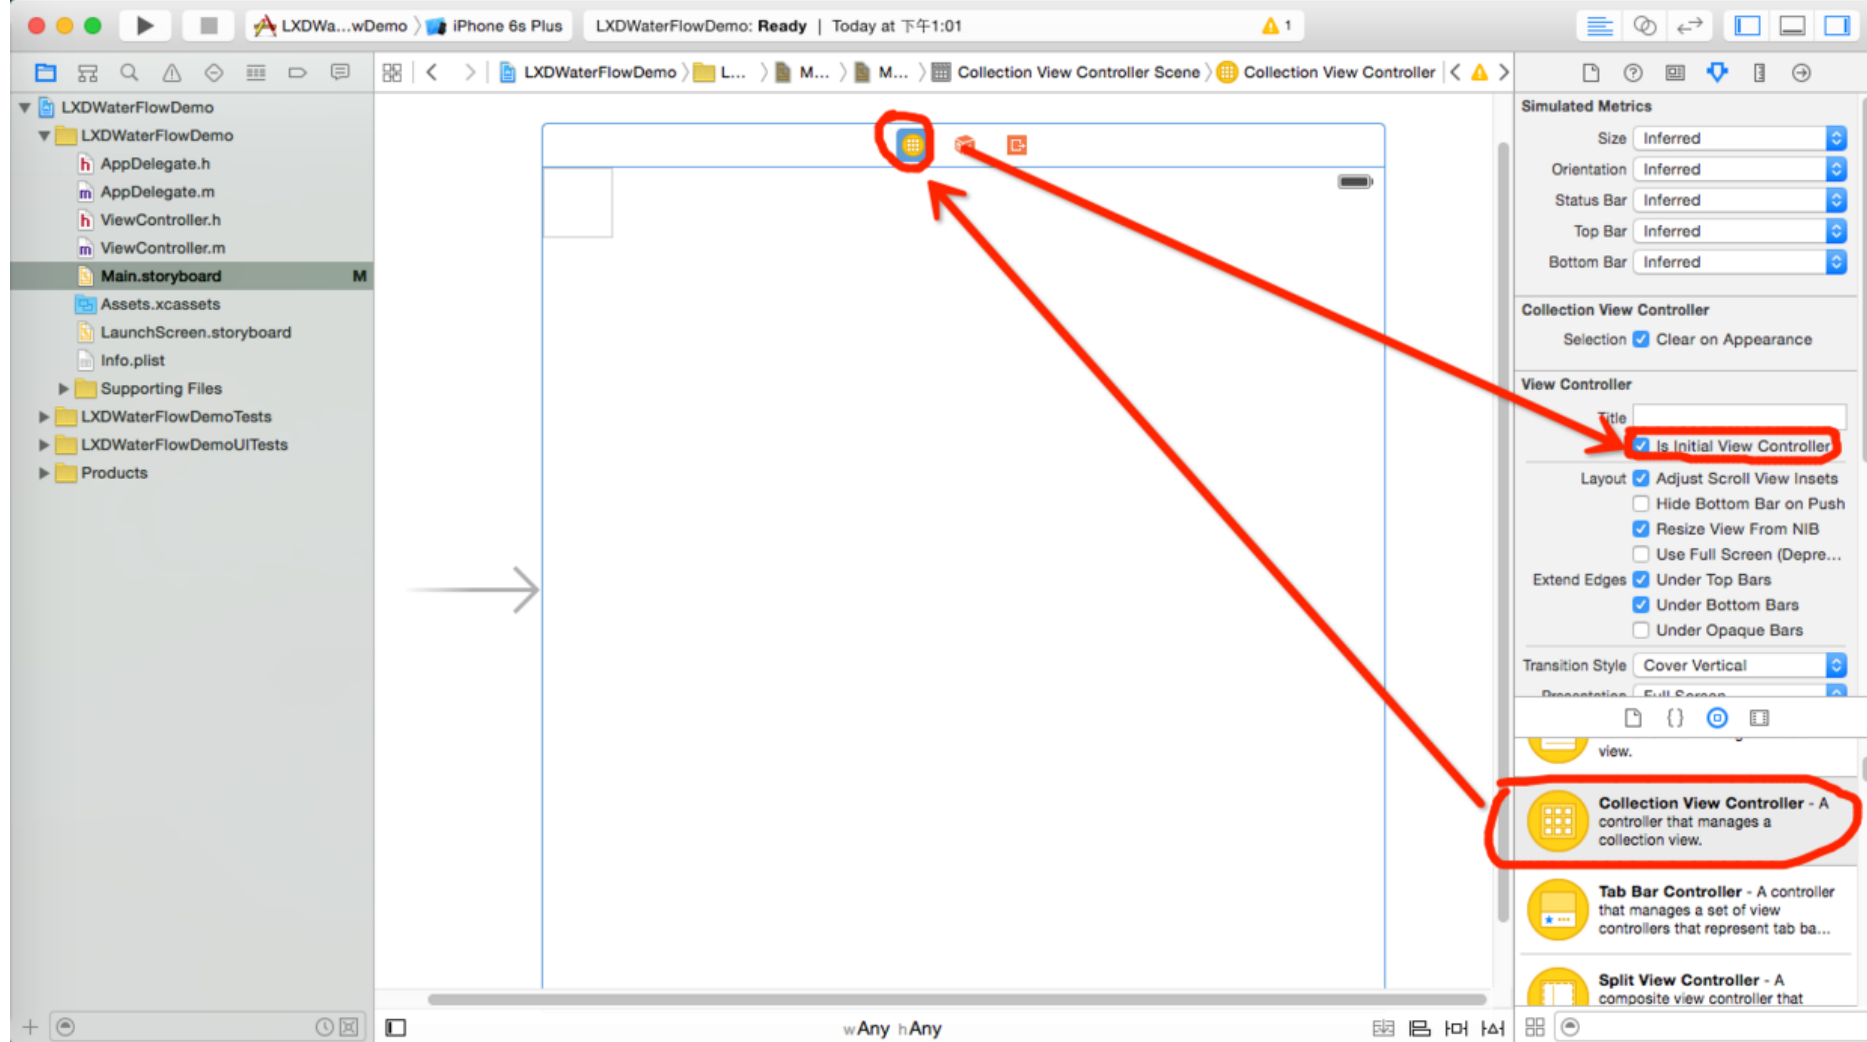 LXDWa...wDemo iPhone 6s Plus LXDWaterFlowDemo: Ready | Today at 下午1:01 1
LXDWaterFlowDemo L... M... M... Collection View Controller Scene Collection View Controller
LXDWaterFlowDemo
LXDWaterFlowDemo
AppDelegate.h
AppDelegate.m
ViewController.h
ViewController.m
Main.storyboard M
Assets.xcassets
LaunchScreen.storyboard
Info.plist
Supporting Files
LXDWaterFlowDemoTests
LXDWaterFlowDemoUITests
Products
wAny hAny
Simulated Metrics
Size Inferred
Orientation Inferred
Status Bar Inferred
Top Bar Inferred
Bottom Bar Inferred
Collection View Controller
Selection Clear on Appearance
View Controller
Title
Is Initial View Controller
Layout Adjust Scroll View Insets
Hide Bottom Bar on Push
Resize View From NIB
Use Full Screen (Depre...
Extend Edges Under Top Bars
Under Bottom Bars
Under Opaque Bars
Transition Style Cover Vertical
Presentation Full Screen
view.
Collection View Controller - A
controller that manages a
collection view.
Tab Bar Controller - A controller
that manages a set of view
controllers that represent tab ba...
Split View Controller - A
composite view controller that